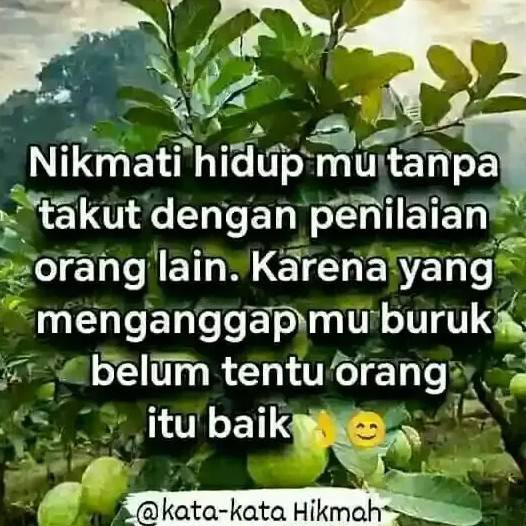 Nikmati hidup mu tanpa
takut dengan penilaian
orang lain. Karena yang
menganggap mu buruk
belum tentu orang
itu baik 👌😊
@kata-kata Hikmah